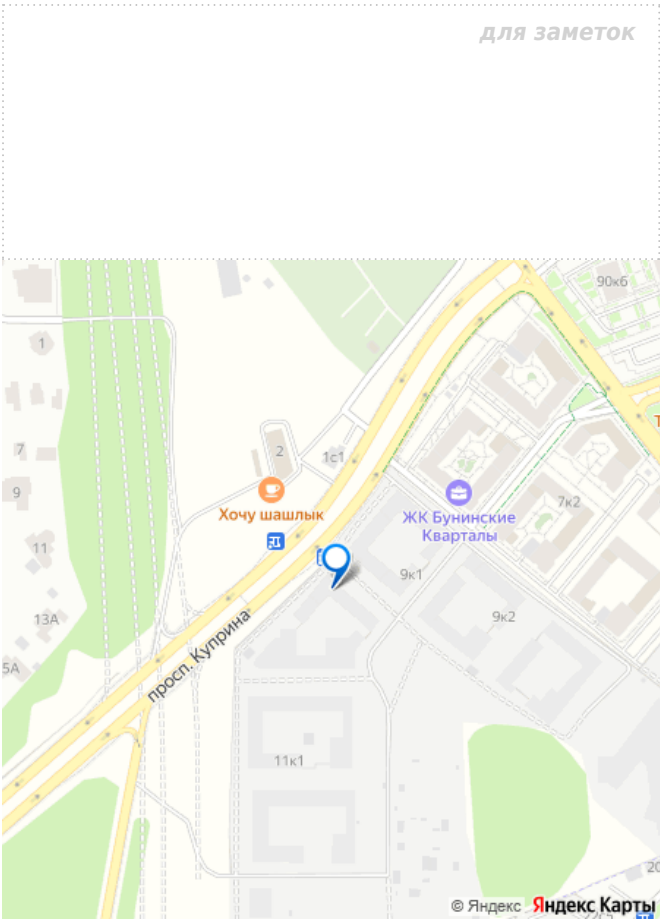 для заметок
90к6
1
7
2
1с1
9
Хочу шашлык
ЖК Бунинские
Кварталы
7к2
11
9к1
9к2
13А
5А
просп. Куприна
11к1
20
© Яндекс Яндекс Карты